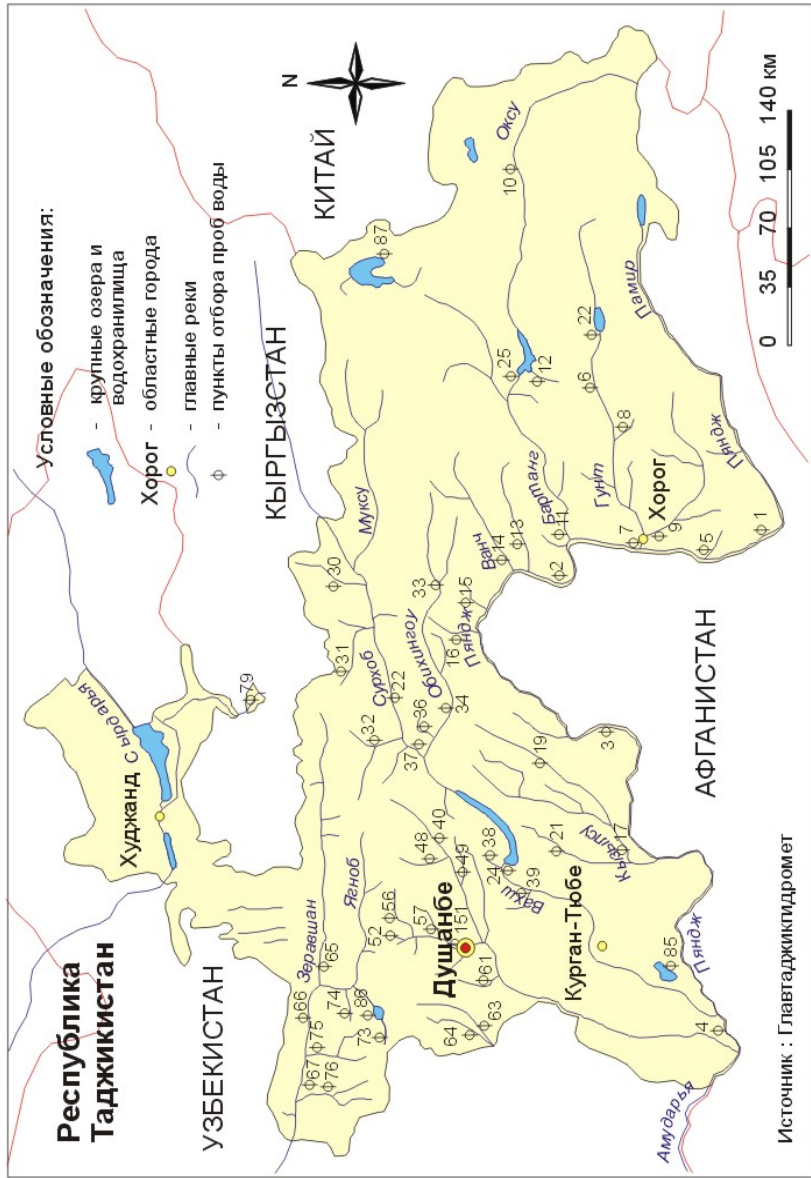 Республика
Таджикистан
Условные обозначения:
- крупные озера и
водохранилища
Хорог - областные города
- главные реки
ф - пункты отбора проб воды
N
УЗБЕКИСТАН
КЫРГЫЗСТАН
КИТАЙ
АФГАНИСТАН
Худжанд
Сырдарья
79
Зеравшан
66
65
67
75
76
74
86
73
Ягноб
52
56
57
48
40
49
151
Душанбе
61
63
64
38
24
39
Вахш
21
19
3
17
Кызылсу
Курган-Тюбе
85
Пяндж
4
Амударья
Муксу
30
31
Сурхоб
22
32
33
Обихингоу
36
37
34
16
Пяндж
15
Ванч
14
13
Бартанг
11
2
25
12
87
10
Оксу
22
6
8
Гунт
7
Хорог
9
5
1
Пяндж
Памир
0 35 70 105 140 км
Источник : Главтаджикгидромет